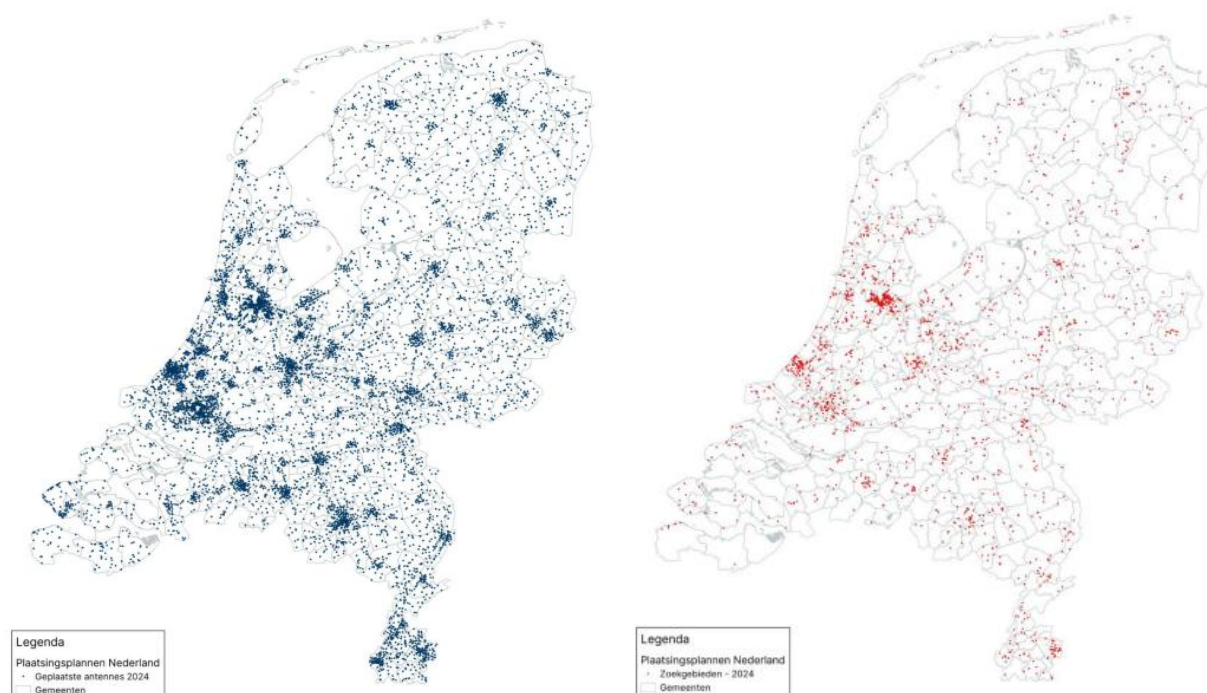 Legenda
Plaatsingsplannen Nederland
Geplaatste antennes 2024
Gemeenten
Legenda
Plaatsingsplannen Nederland
Zoekgebieden - 2024
Gemeenten